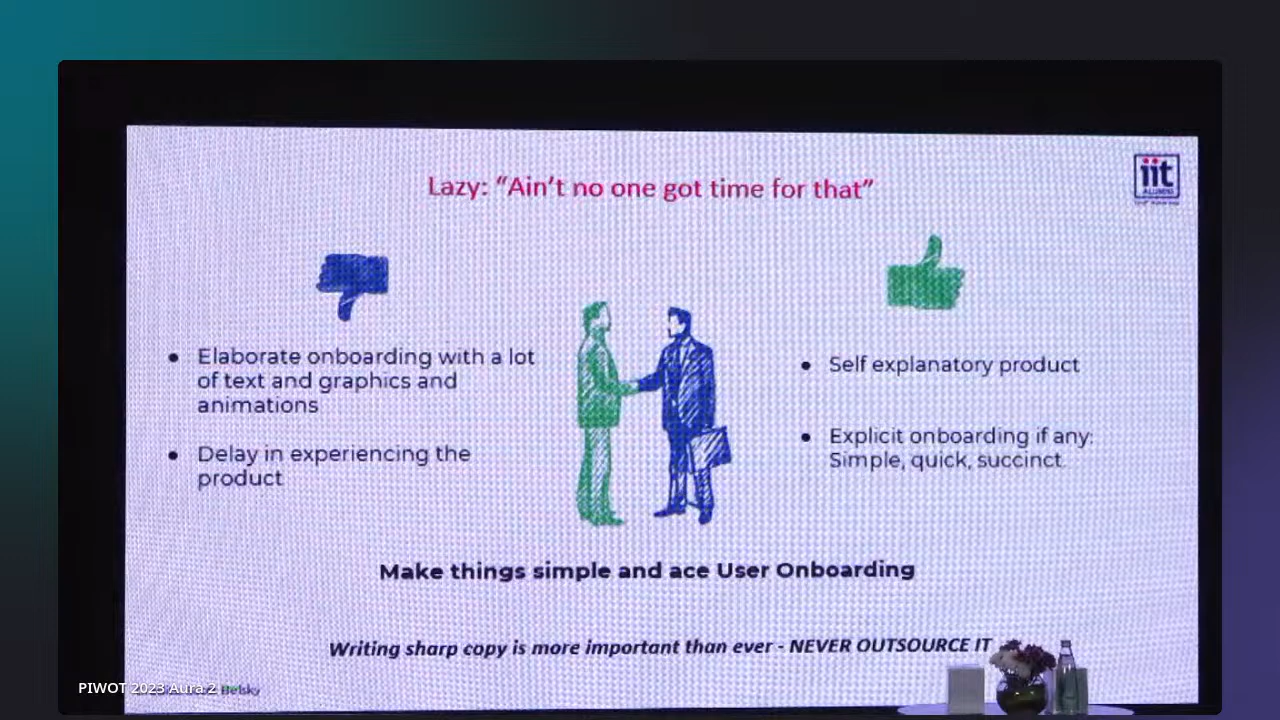 Lazy: “Ain’t no one got time for that”
iit
ALUMNI
Elaborate onboarding with a lot
of text and graphics and
animations
Delay in experiencing the
product
Self explanatory product
Explicit onboarding if any:
Simple, quick, succinct.
Make things simple and ace User Onboarding
Writing sharp copy is more important than ever - NEVER OUTSOURCE IT
PIWOT 2023 Aura 2
Belsky